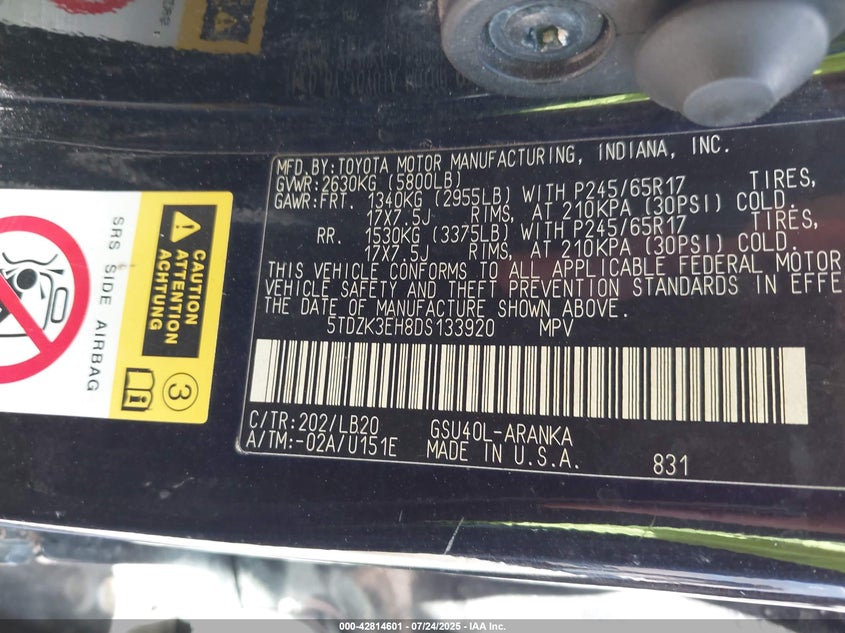 MFD.BY:TOYOTA MOTOR MANUFACTURING, INDIANA, INC.
GVWR:2630KG (5800LB)
GAWR:FRT. 1340KG (2955LB) WITH P245/65R17 TIRES,
17X7.5J RIMS, AT 210KPA (30PSI) COLD.
RR. 1530KG (3375LB) WITH P245/65R17 TIRES,
17X7.5J RIMS, AT 210KPA (30PSI) COLD.
THIS VEHICLE CONFORMS TO ALL APPLICABLE FEDERAL MOTOR
VEHICLE SAFETY AND THEFT PREVENTION STANDARDS IN EFFE
THE DATE OF MANUFACTURE SHOWN ABOVE.
5TDZK3EH8DS133920 MPV
C/TR:202/LB20 GSU40L-ARANKA
A/TM:-02A/U151E MADE IN U.S.A. 831
CAUTION
ATTENTION
ACHTUNG
3
SRS SIDE AIRBAG
000-42814601 - 07/24/2025 - IAA Inc.